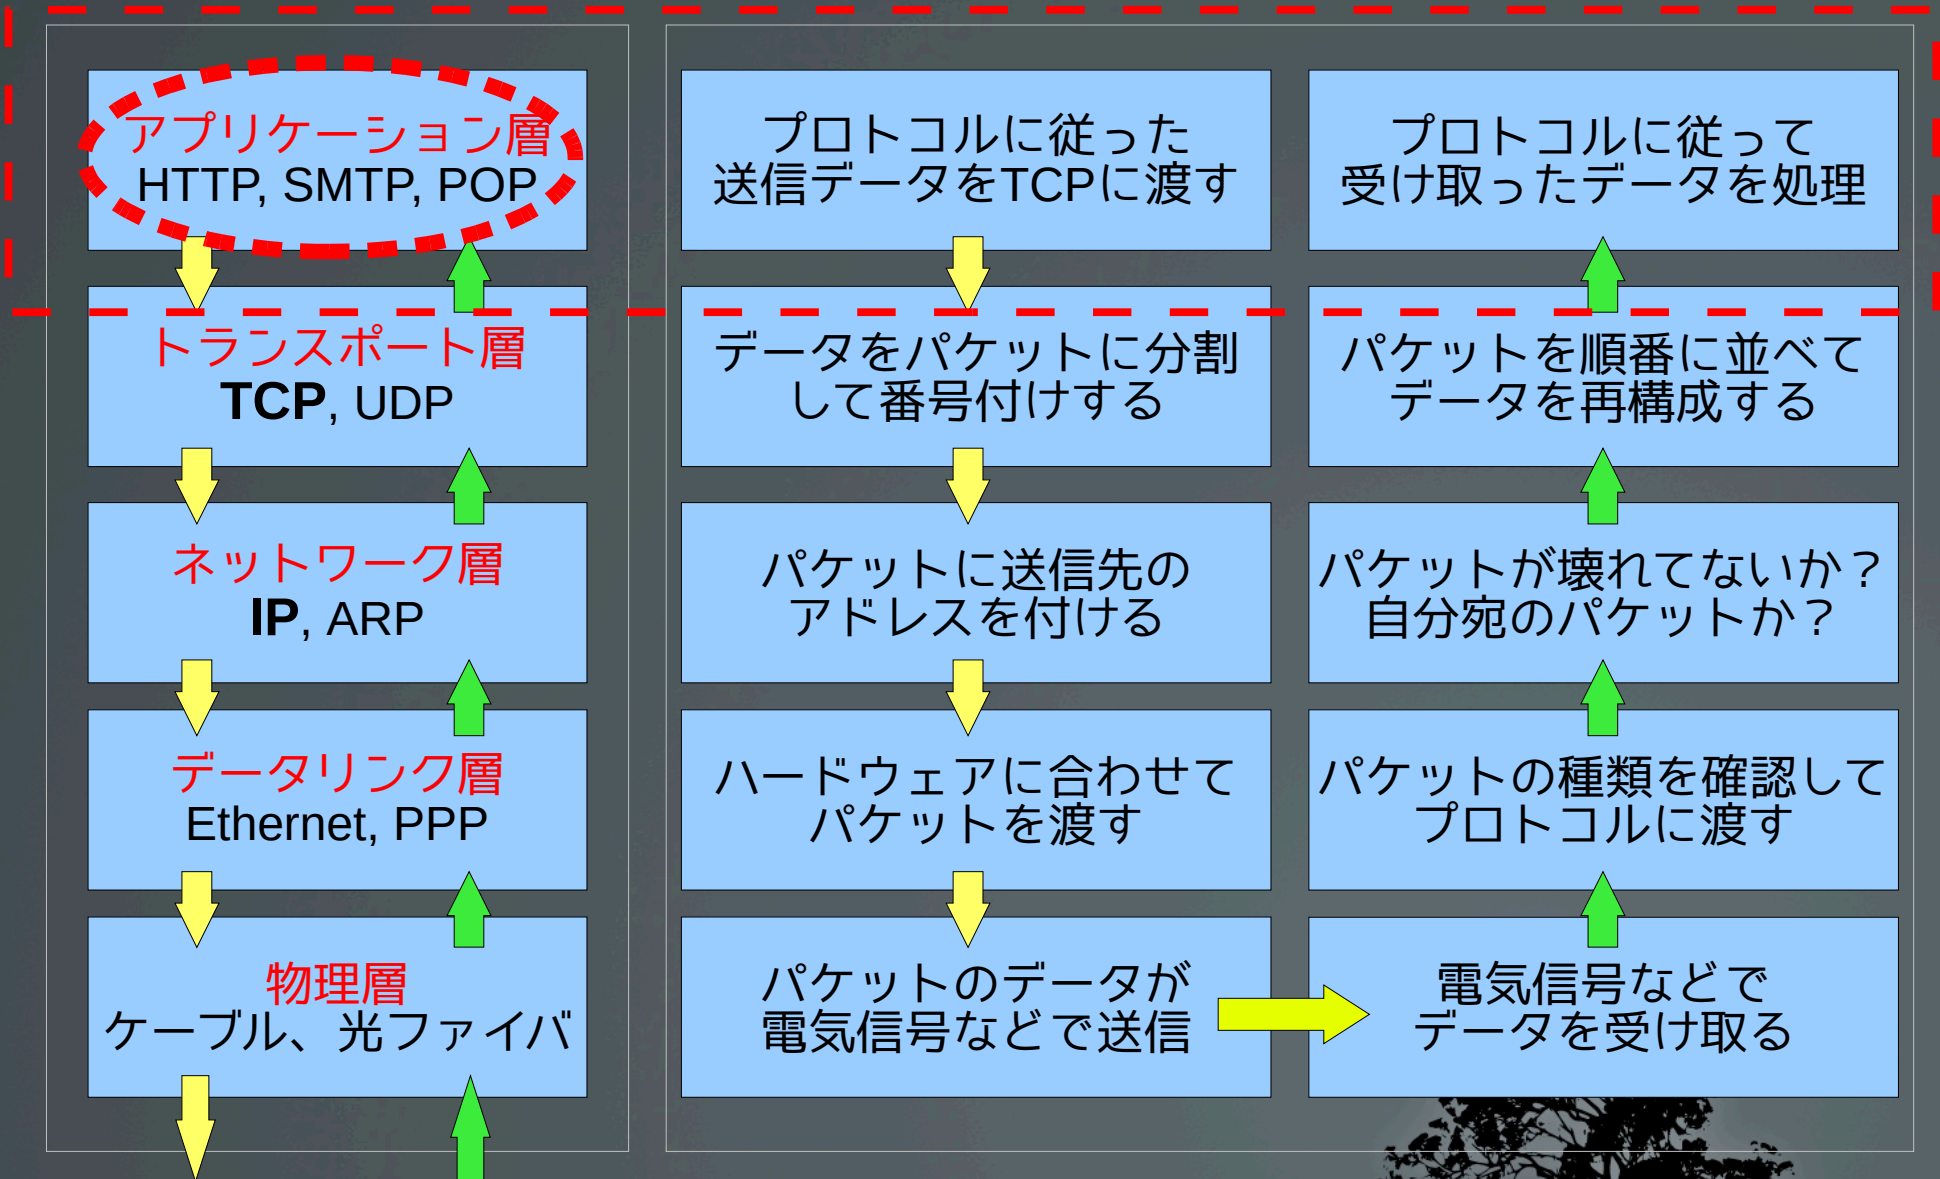 アプリケーション層
HTTP, SMTP, POP
プロトコルに従った
送信データをTCPに渡す
プロトコルに従って
受け取ったデータを処理
トランスポート層
TCP, UDP
データをパケットに分割
して番号付けする
パケットを順番に並べて
データを再構成する
ネットワーク層
IP, ARP
パケットに送信先の
アドレスを付ける
パケットが壊れてないか？
自分宛のパケットか？
データリンク層
Ethernet, PPP
ハードウェアに合わせて
パケットを渡す
パケットの種類を確認して
プロトコルに渡す
物理層
ケーブル、光ファイバ
パケットのデータが
電気信号などで送信
電気信号などで
データを受け取る